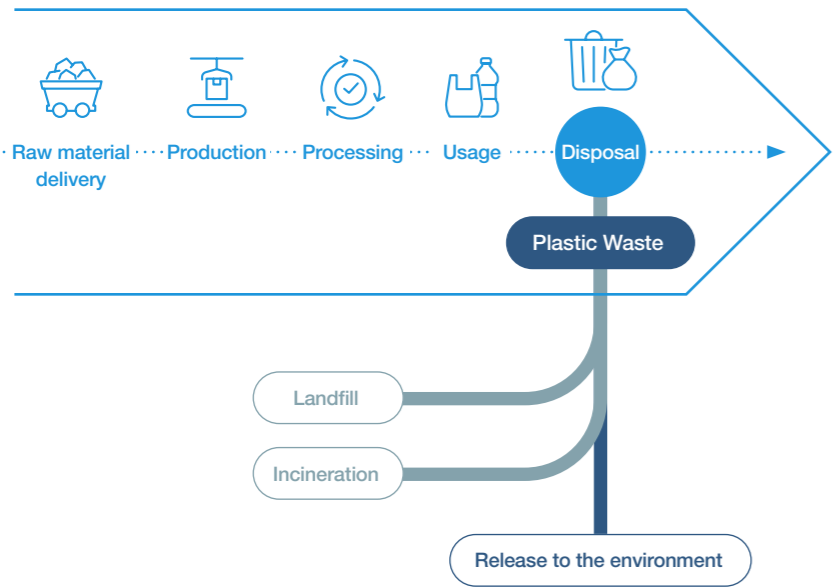 Raw material
delivery
Production
Processing
Usage
Disposal
Plastic Waste
Landfill
Incineration
Release to the environment